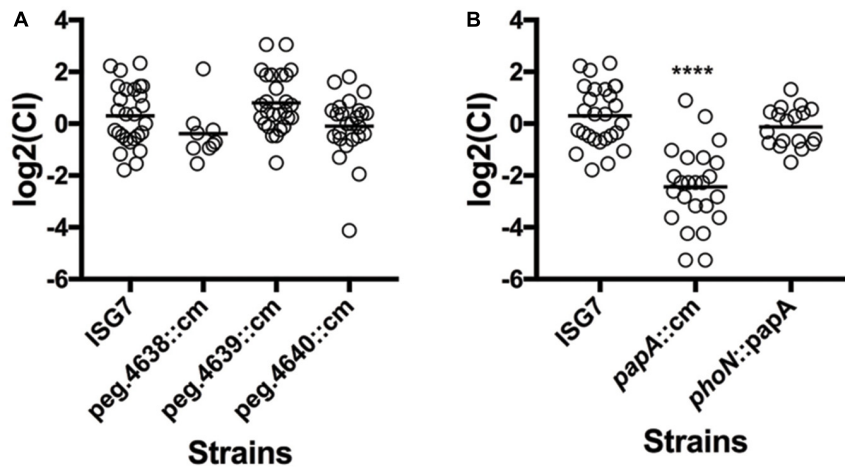 A
B
4
2
0
-2
-4
-6
log2(CI)
ISG7
peg.4638::cm
peg.4639::cm
peg.4640::cm
Strains
4
2
0
-2
-4
-6
log2(CI)
****
ISG7
papA::cm
phoN::papA
Strains